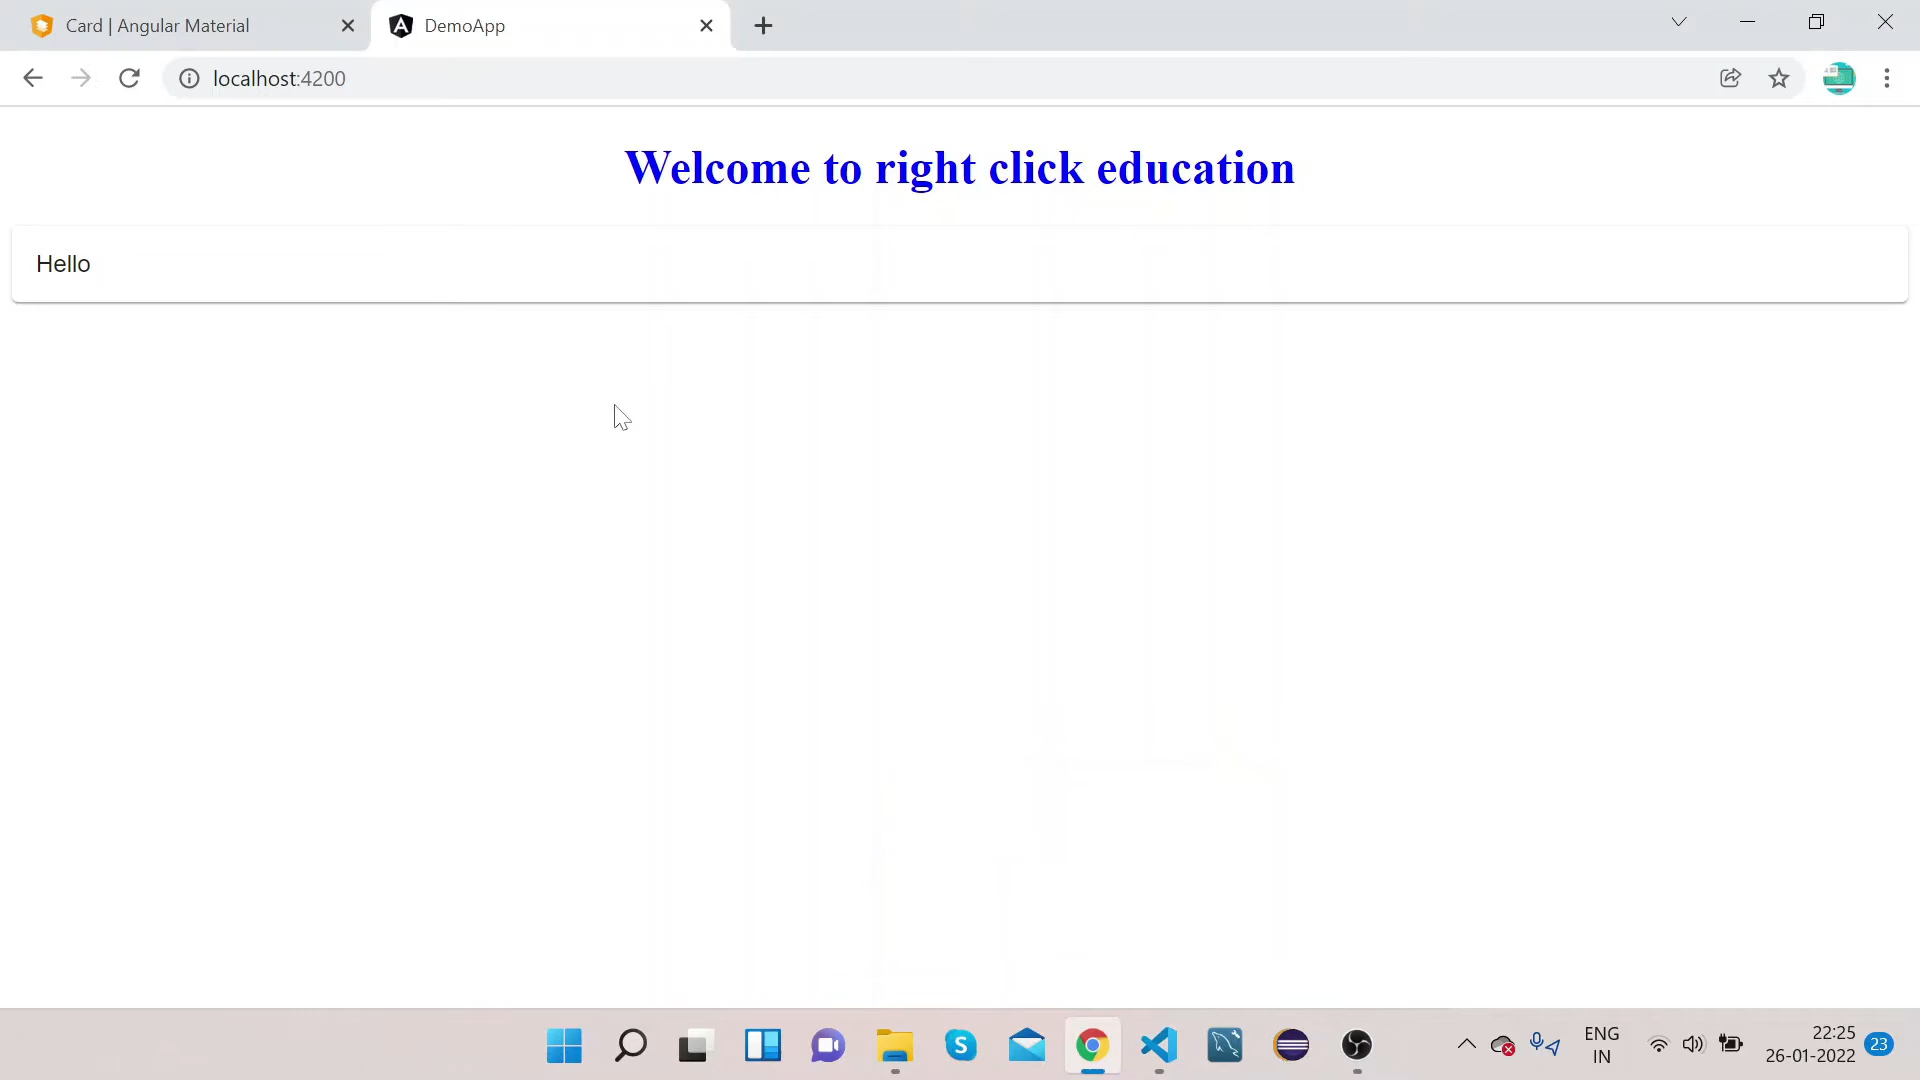 Card | Angular Material
DemoApp
localhost:4200
Welcome to right click education
Hello
S
ENG
IN
22:25
26-01-2022
23